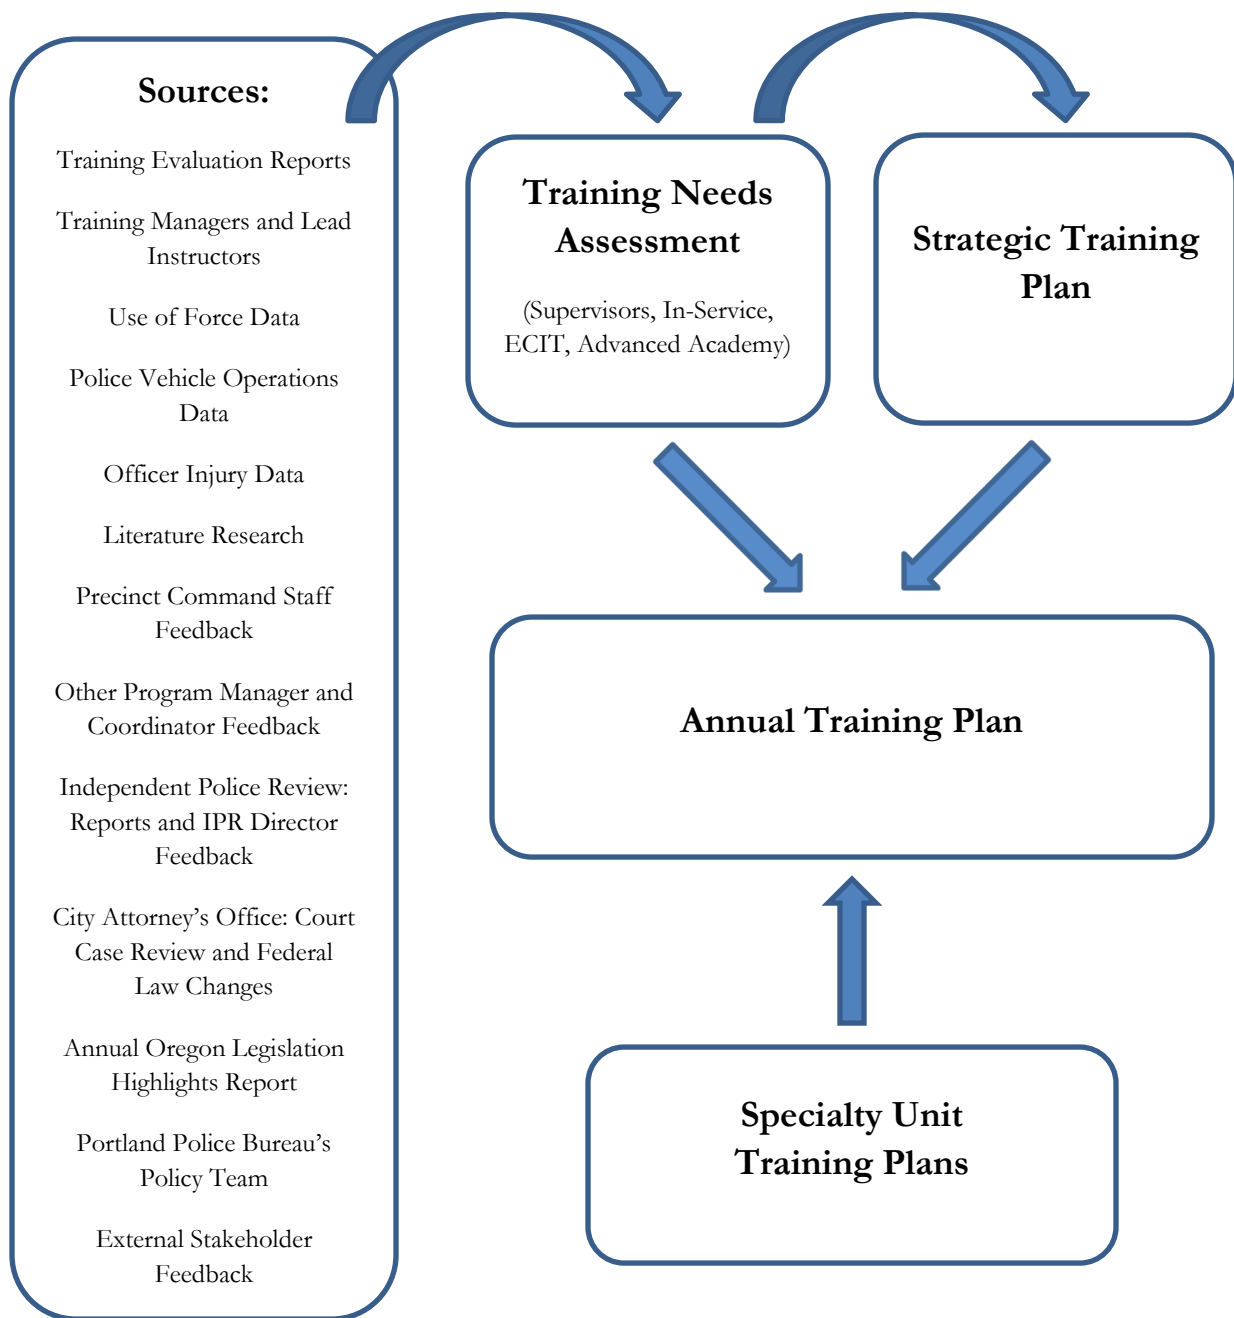 Sources:
Training Evaluation Reports
Training Managers and Lead
Instructors
Use of Force Data
Police Vehicle Operations
Data
Officer Injury Data
Literature Research
Precinct Command Staff
Feedback
Other Program Manager and
Coordinator Feedback
Independent Police Review:
Reports and IPR Director
Feedback
City Attorney’s Office: Court
Case Review and Federal
Law Changes
Annual Oregon Legislation
Highlights Report
Portland Police Bureau’s
Policy Team
External Stakeholder
Feedback
Training Needs
Assessment
(Supervisors, In-Service,
ECIT, Advanced Academy)
Strategic Training
Plan
Annual Training Plan
Specialty Unit
Training Plans